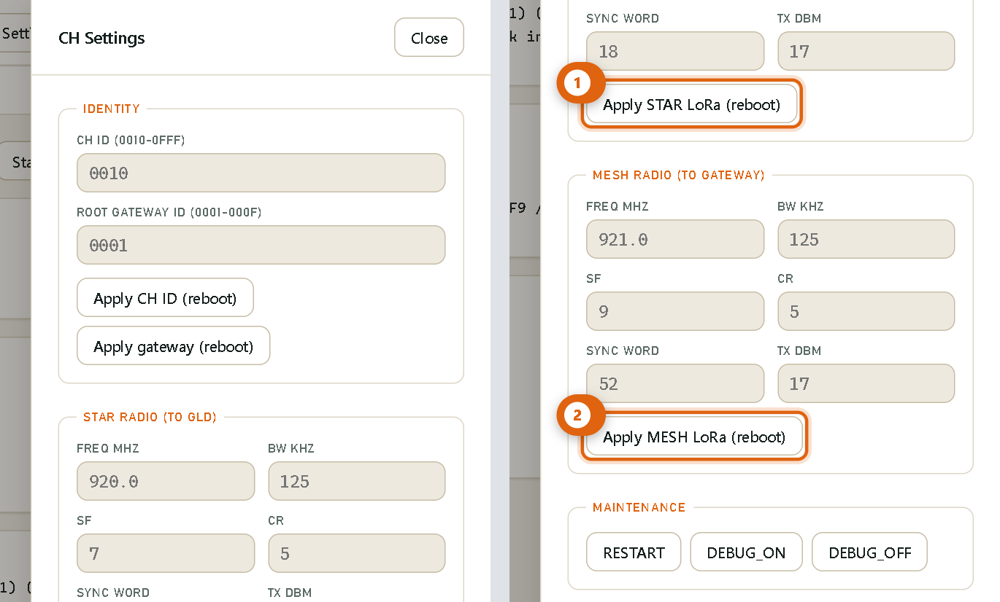 Sett
Sta
1) (
CH Settings
Close
IDENTITY
CH ID (0010-0FFF)
0010
ROOT GATEWAY ID (0001-000F)
0001
Apply CH ID (reboot)
Apply gateway (reboot)
STAR RADIO (TO GLD)
FREQ MHZ BW KHZ
920.0 125
SF CR
7 5
SYNC WORD TX DBM
1) (
k in
F9 /
SYNC WORD TX DBM
18 17
1
Apply STAR LoRa (reboot)
MESH RADIO (TO GATEWAY)
FREQ MHZ BW KHZ
921.0 125
SF CR
9 5
SYNC WORD TX DBM
52 17
2
Apply MESH LoRa (reboot)
MAINTENANCE
RESTART DEBUG_ON DEBUG_OFF